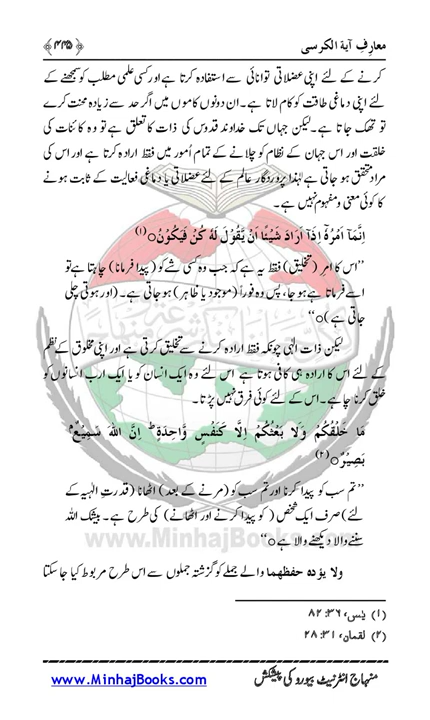 معارفِ آیۃ الکرسی ﴿۴۴۵﴾
کرنے کے لئے اپنی عضلاتی توانائی سے استفادہ کرتا ہے اور کسی علمی مطلب کو سمجھنے کے
لئے اپنی دماغی طاقت کو کام لاتا ہے۔ ان دونوں کاموں میں اگر حد سے زیادہ محنت کرے
تو تھک جاتا ہے۔ لیکن جہاں تک خداوند قدوس کی ذات کا تعلق ہے تو وہ کائنات کی
خلقت اور اس جہان کے نظام کو چلانے کے تمام اُمور میں فقط ارادہ کرتا ہے اور اس کی
مراد متحقق ہو جاتی ہے لہٰذا پروردگار عالم کے لئے عضلاتی یا دماغی فعالیت کے ثابت ہونے
کا کوئی معنی و مفہوم نہیں ہے۔
اِنَّمَآ اَمْرُهٗٓ اِذَآ اَرَادَ شَيْئًا اَنْ يَّقُوْلَ لَهٗ كُنْ فَيَكُوْنُ۝(۱)
’’اس کا امرِ (تخلیق) فقط یہ ہے کہ جب وہ کسی شے کو (پیدا فرمانا) چاہتا ہے تو
اسے فرماتا ہے ہو جا، پس وہ فوراً (موجود یا ظاہر) ہو جاتی ہے۔ (اور ہوتی چلی
جاتی ہے)۝‘‘
لیکن ذات الٰہی چونکہ فقط ارادہ کرنے سے تخلیق کرتی ہے اور اپنی مخلوق کے نظم
کے لئے اس کا ارادہ ہی کافی ہوتا ہے اس لئے وہ ایک انسان کو یا ایک ارب انسانوں کو
خلق کرنا چاہے۔ اس کے لئے کوئی فرق نہیں پڑتا۔
مَا خَلْقُكُمْ وَلَا بَعْثُكُمْ اِلَّا كَنَفْسٍ وَّاحِدَةٍ ؕ اِنَّ اللهَ سَمِيْعٌۢ
بَصِيْرٌ۝(۲)
’’تم سب کو پیدا کرنا اور تم سب کو (مرنے کے بعد) اٹھانا (قدرتِ الٰہیہ کے
لئے) صرف ایک شخص (کو پیدا کرنے اور اٹھانے) کی طرح ہے۔ بیشک اللہ
سننے والا دیکھنے والا ہے۝‘‘
ولا یؤدہ حفظھما والے جملے کو گزشتہ جملوں سے اس طرح مربوط کیا جا سکتا
(۱) یٰسٓ، ۳۶: ۸۲
(۲) لقمان، ۳۱: ۲۸
منہاج انٹرنیٹ بیورو کی پیشکش www.MinhajBooks.com
www.MinhajBooks.com